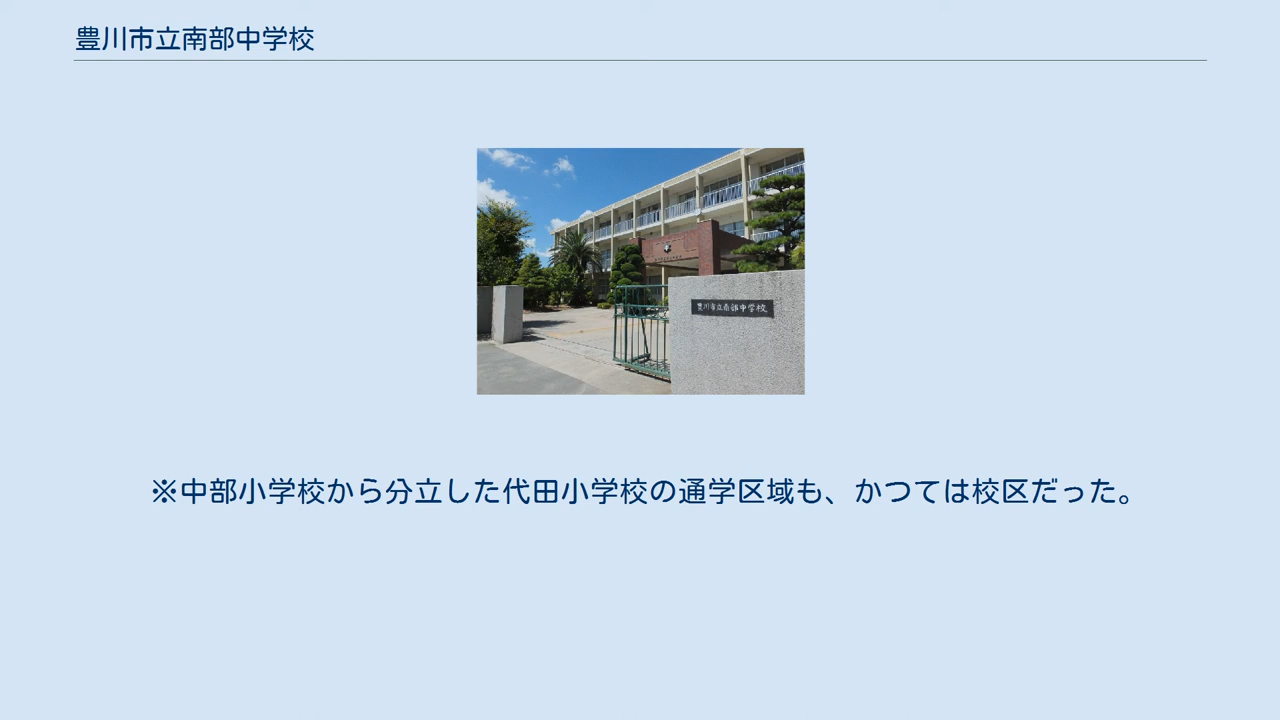 豊川市立南部中学校
豊川市立南部中学校
※中部小学校から分立した代田小学校の通学区域も、かつては校区だった。